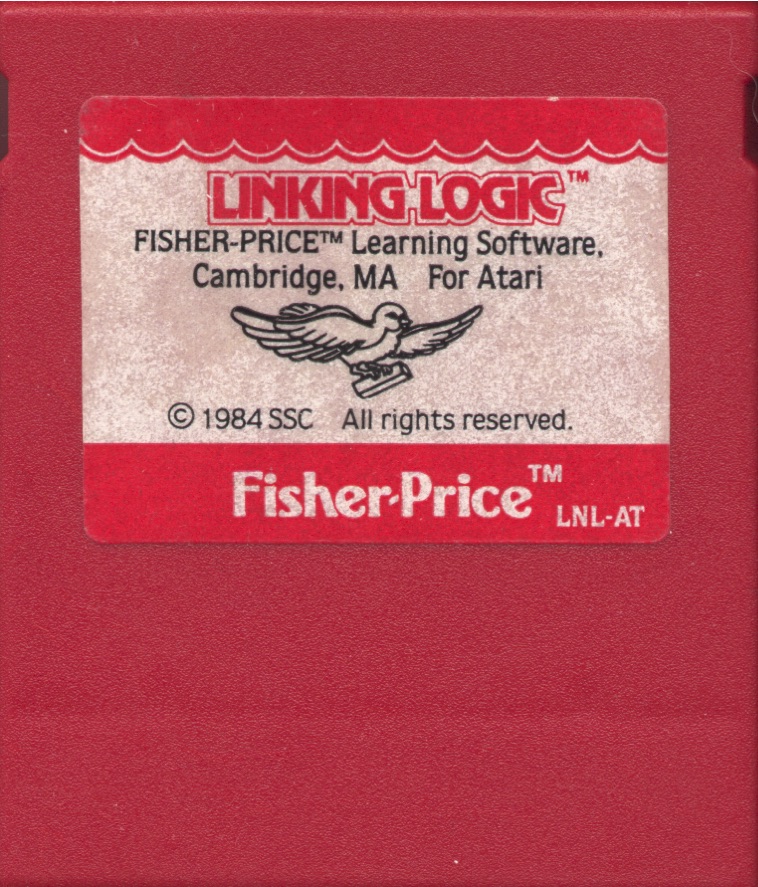 LINKING LOGIC™
FISHER-PRICE™ Learning Software,
Cambridge, MA For Atari
© 1984 SSC All rights reserved.
Fisher-Price™
LNL-AT